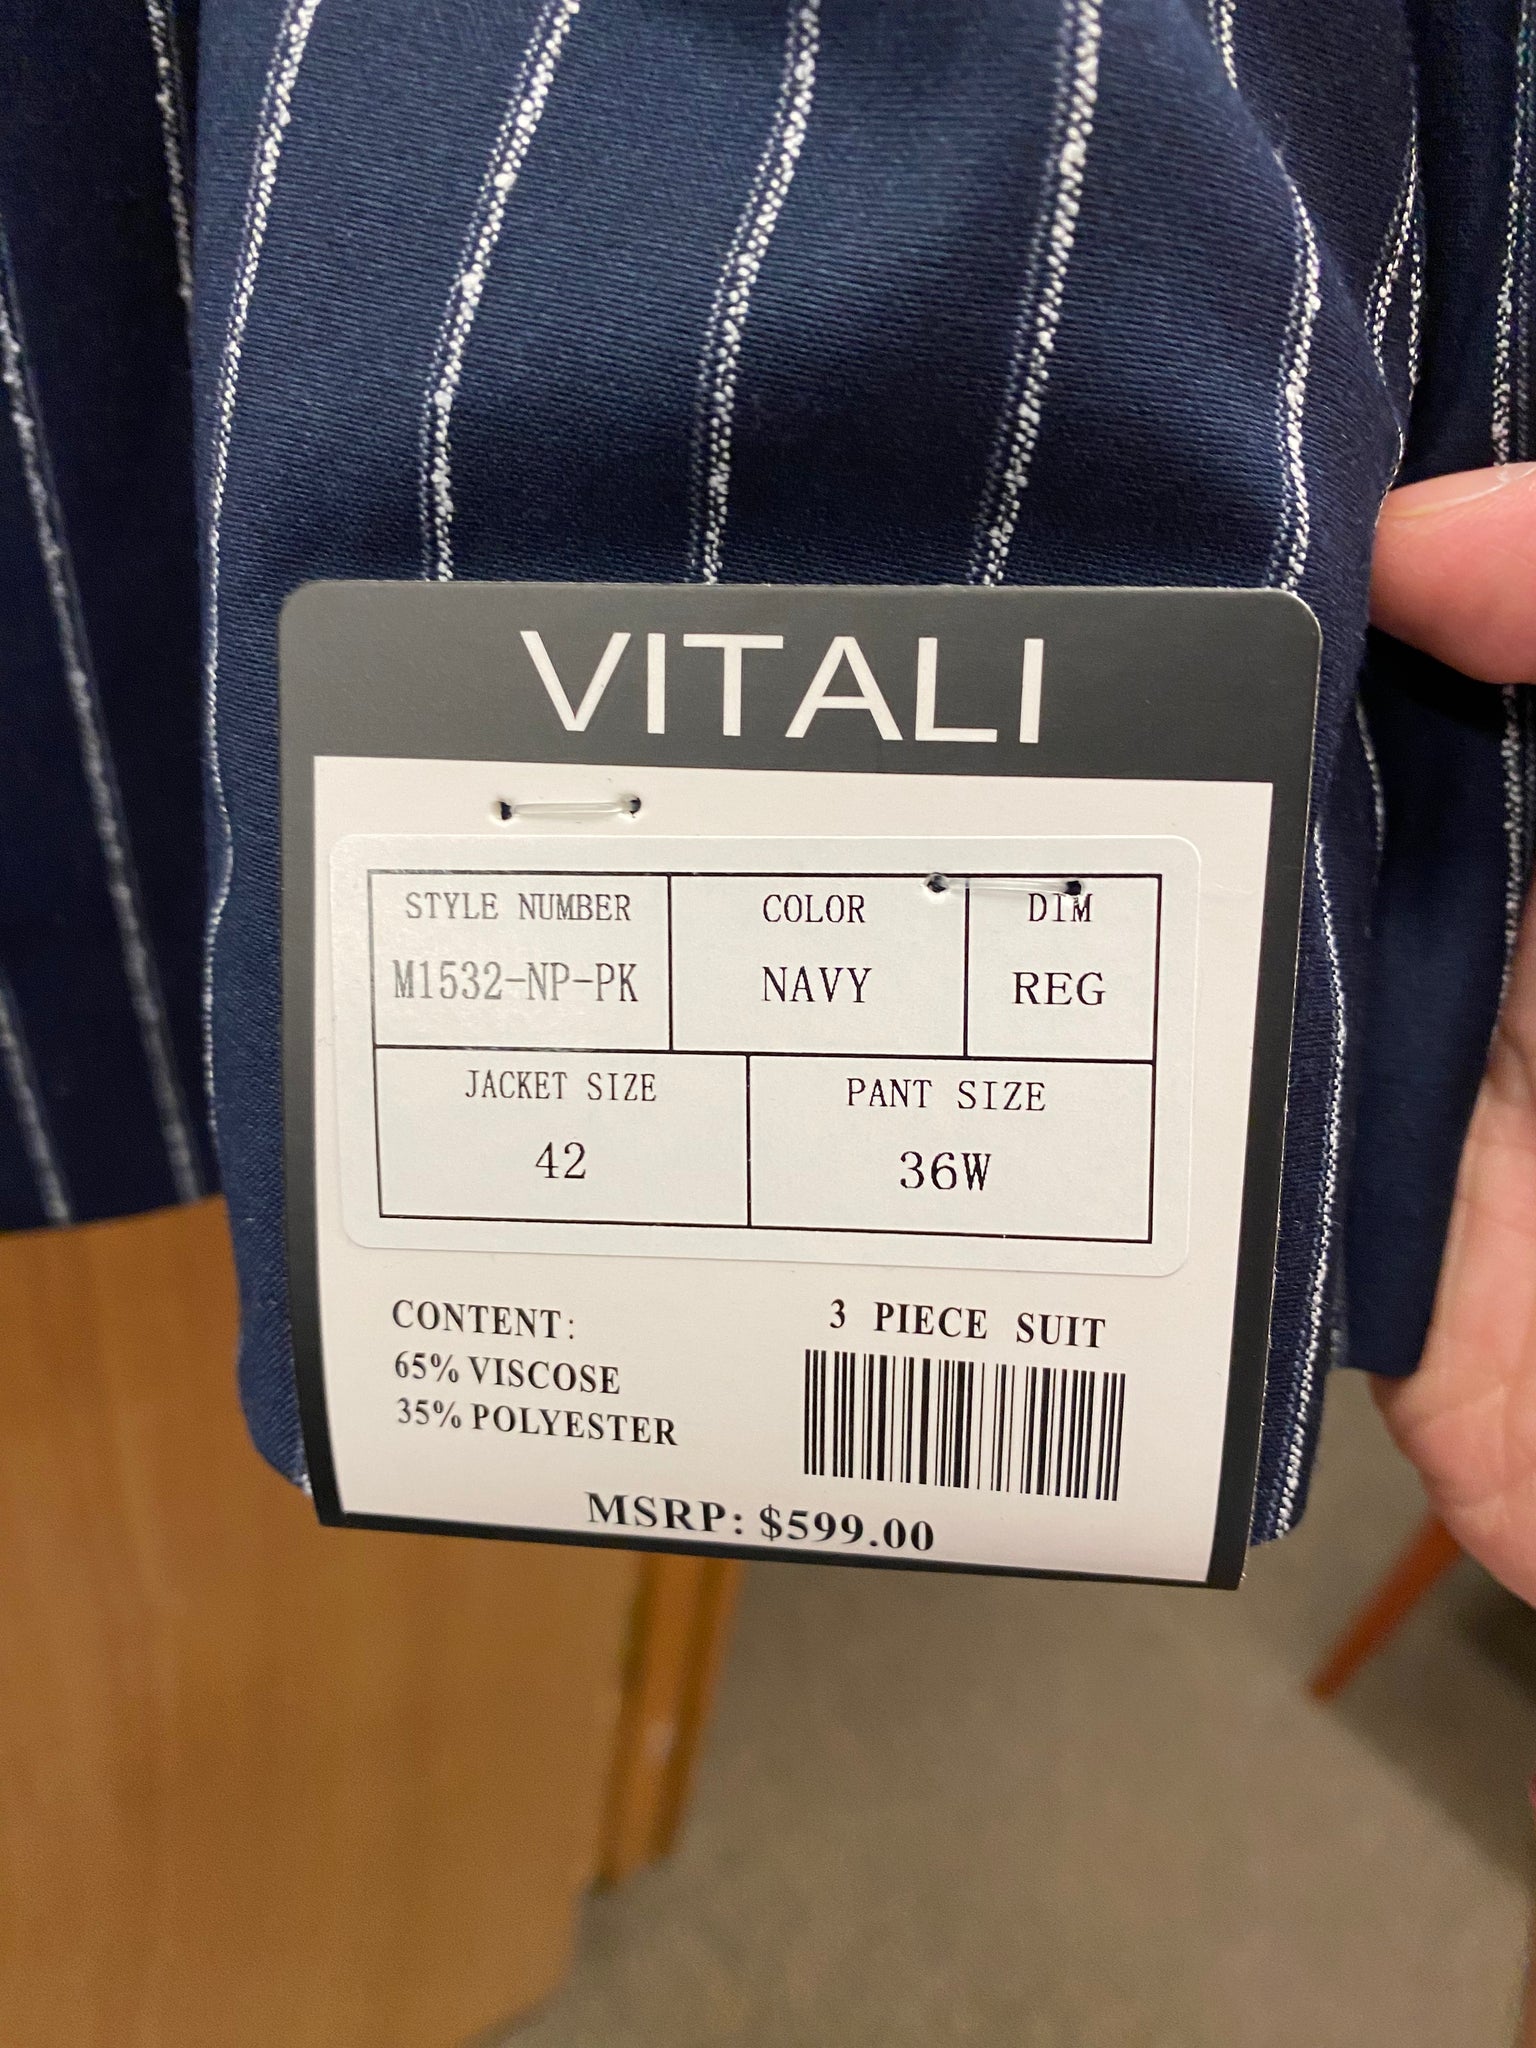 VITALI
STYLE NUMBER COLOR DIM
M1532-NP-PK NAVY REG
JACKET SIZE PANT SIZE
42 36W
CONTENT: 3 PIECE SUIT
65% VISCOSE
35% POLYESTER
MSRP: $599.00